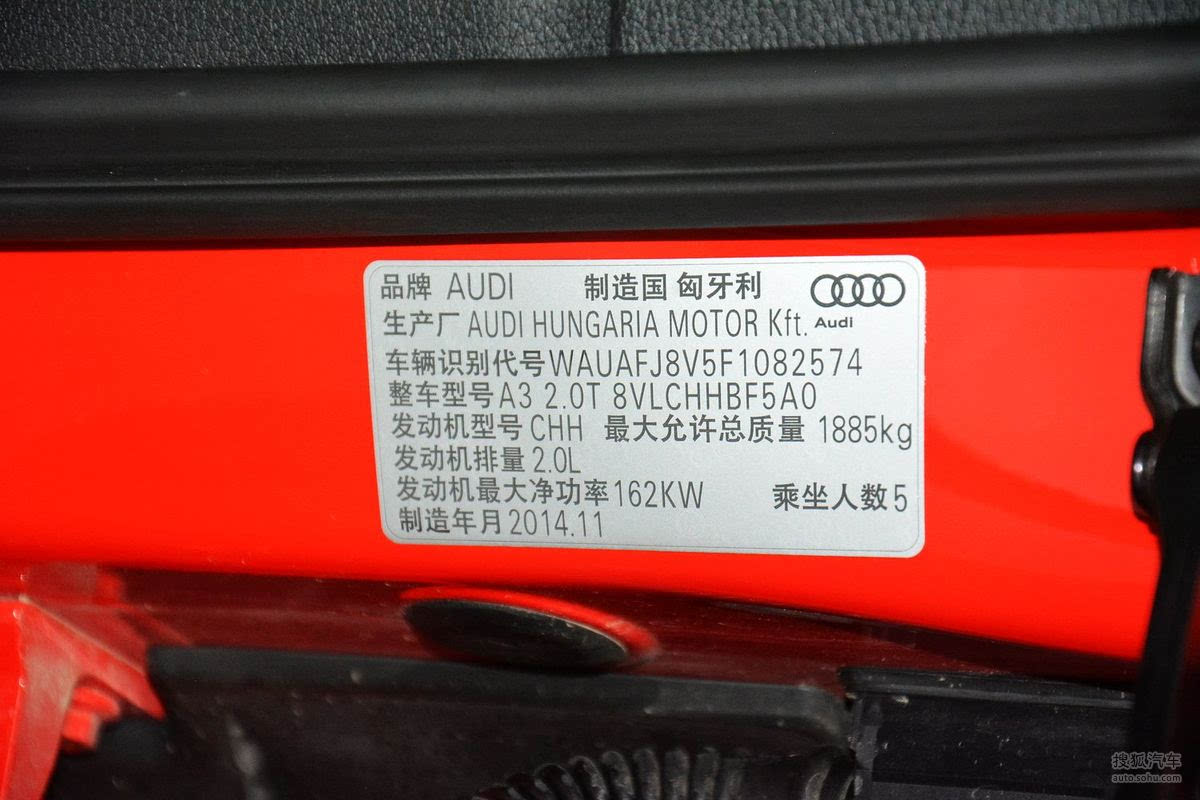 品牌 AUDI 制造国 匈牙利
生产厂 AUDI HUNGARIA MOTOR Kft. Audi
车辆识别代号WAUAFJ8V5F1082574
整车型号A3 2.0T 8VLCHHBF5A0
发动机型号 CHH 最大允许总质量 1885kg
发动机排量 2.0L
发动机最大净功率162KW 乘坐人数 5
制造年月2014.11
搜狐汽车
auto.sohu.com